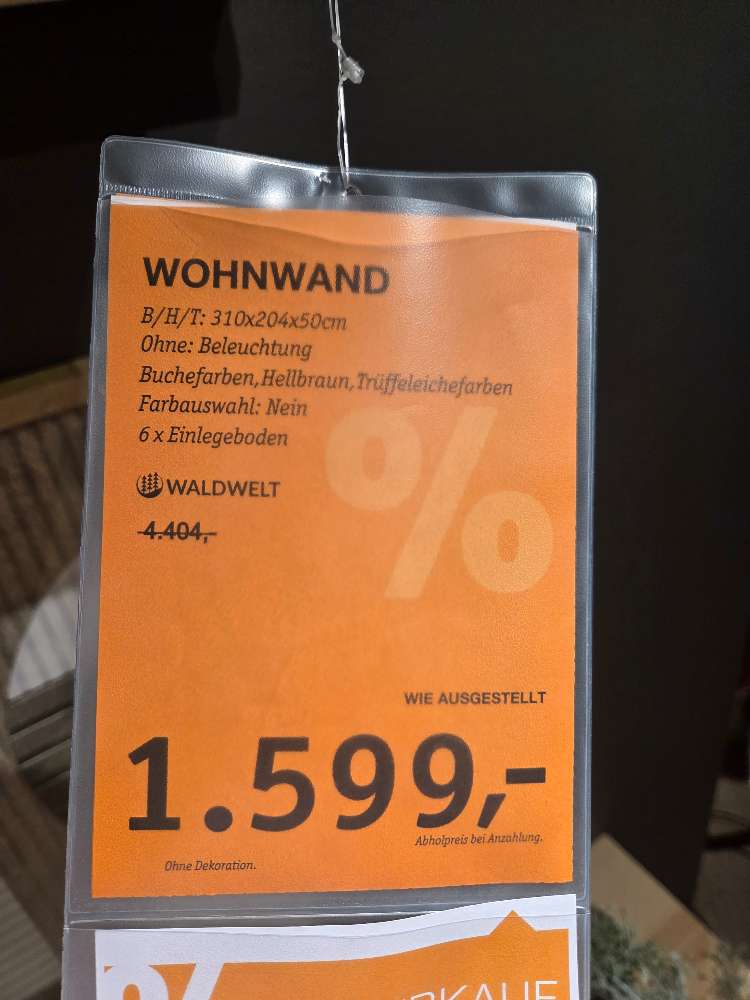 WOHNWAND
B/H/T: 310x204x50cm
Ohne: Beleuchtung
Buchefarben,Hellbraun,Trüffeleichefarben
Farbauswahl: Nein
6 x Einlegeboden
WALDWELT
4.404,-
%
WIE AUSGESTELLT
1.599,-
Abholpreis bei Anzahlung.
Ohne Dekoration.
%